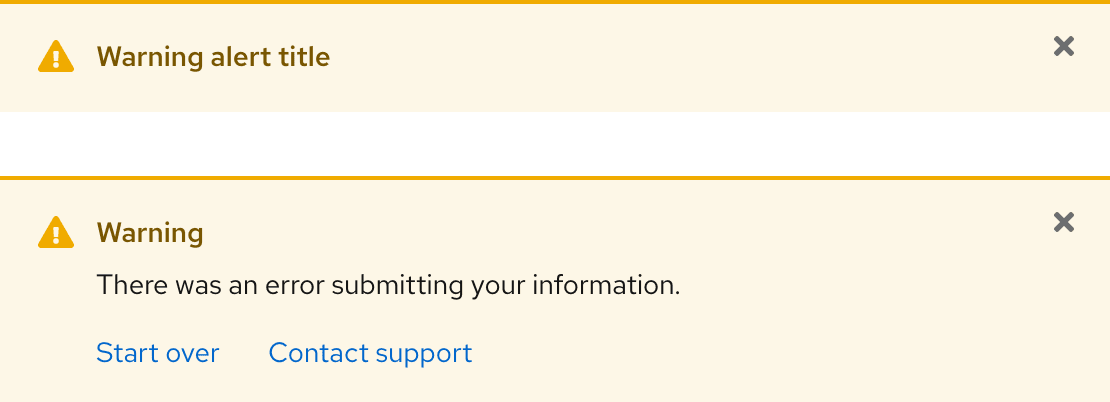 Warning alert title
Warning
There was an error submitting your information.
Start over Contact support